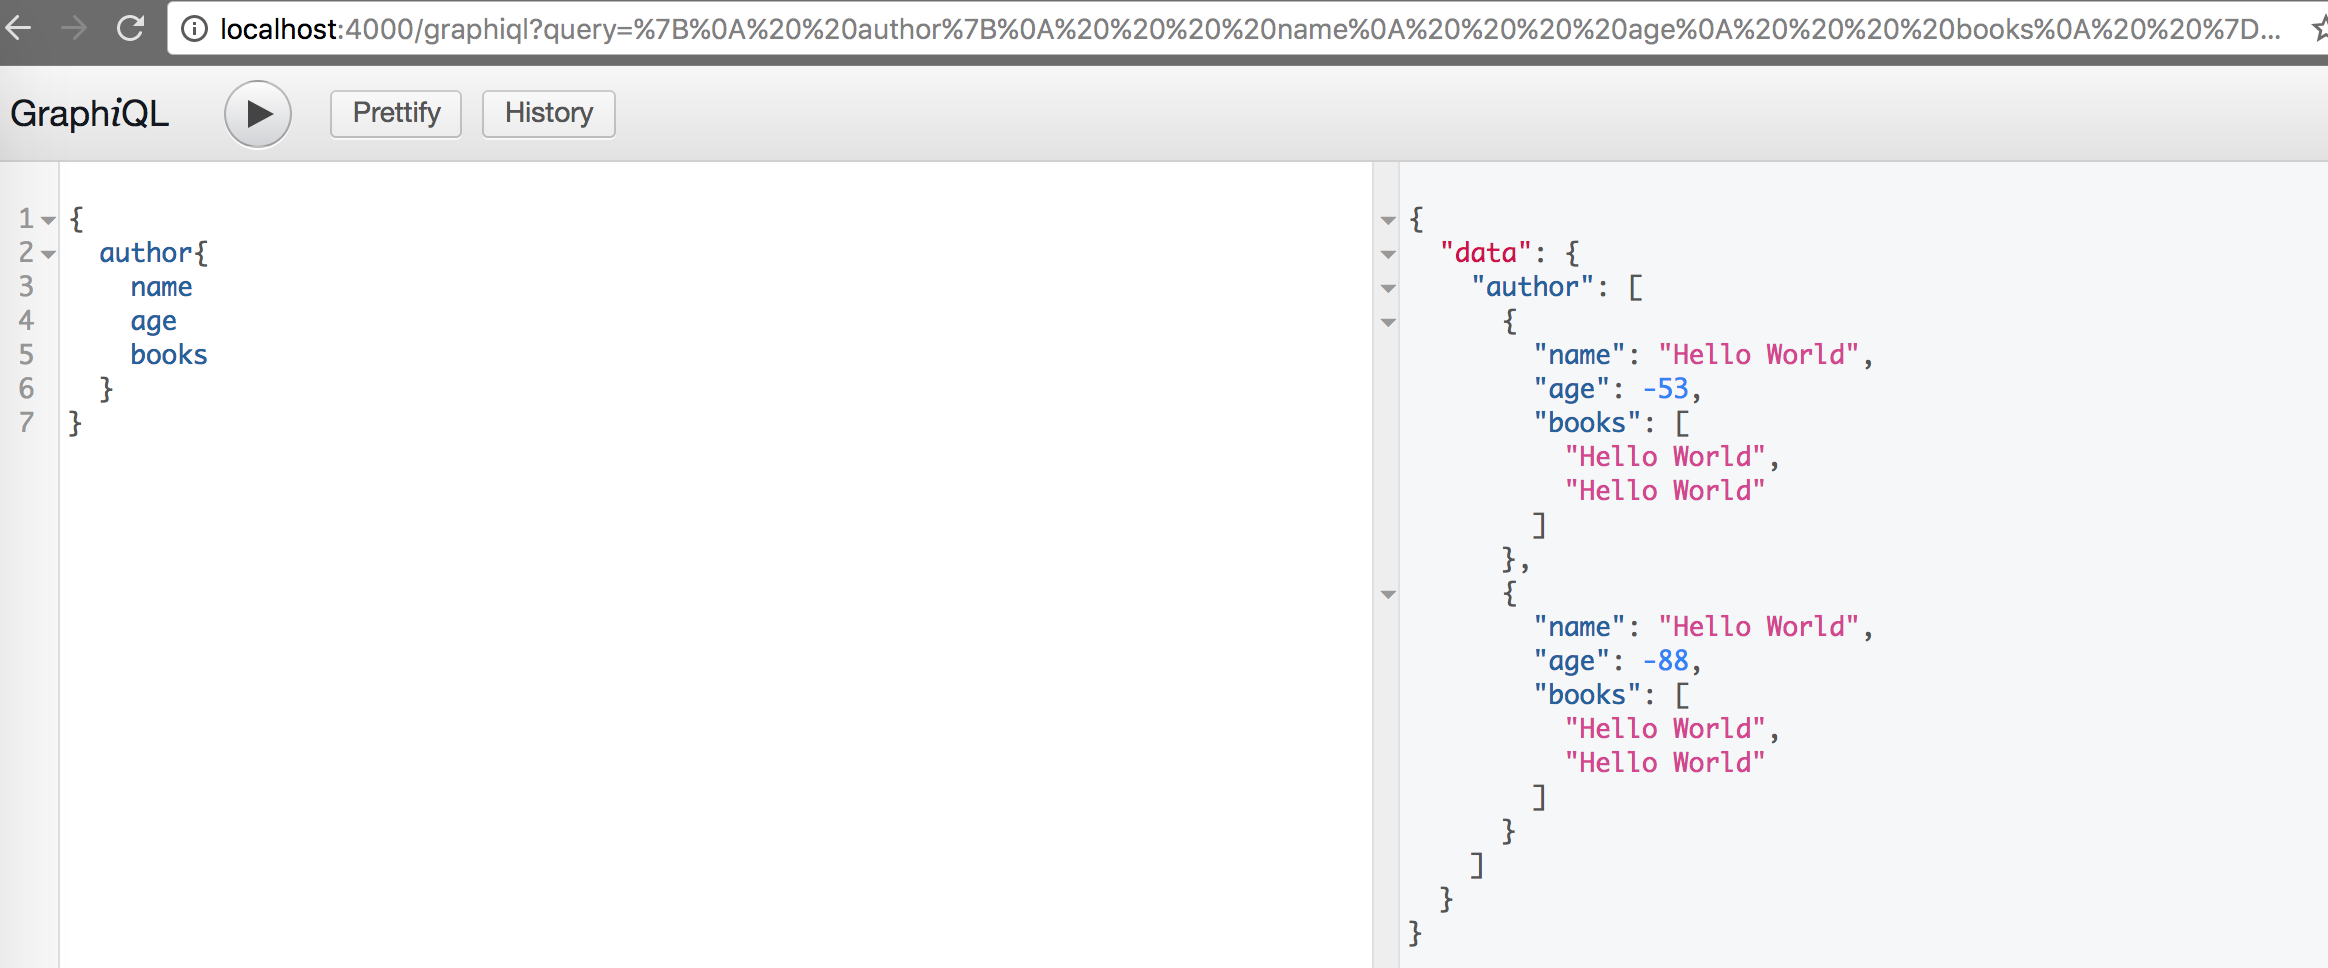 localhost:4000/graphiql?query=%7B%0A%20%20author%7B%0A%20%20%20%20name%0A%20%20%20%20age%0A%20%20%20%20books%0A%20%20%7D...
GraphiQL Prettify History
1 {
2 author{
3 name
4 age
5 books
6 }
7 }
{
"data": {
"author": [
{
"name": "Hello World",
"age": -53,
"books": [
"Hello World",
"Hello World"
]
},
{
"name": "Hello World",
"age": -88,
"books": [
"Hello World",
"Hello World"
]
}
]
}
}